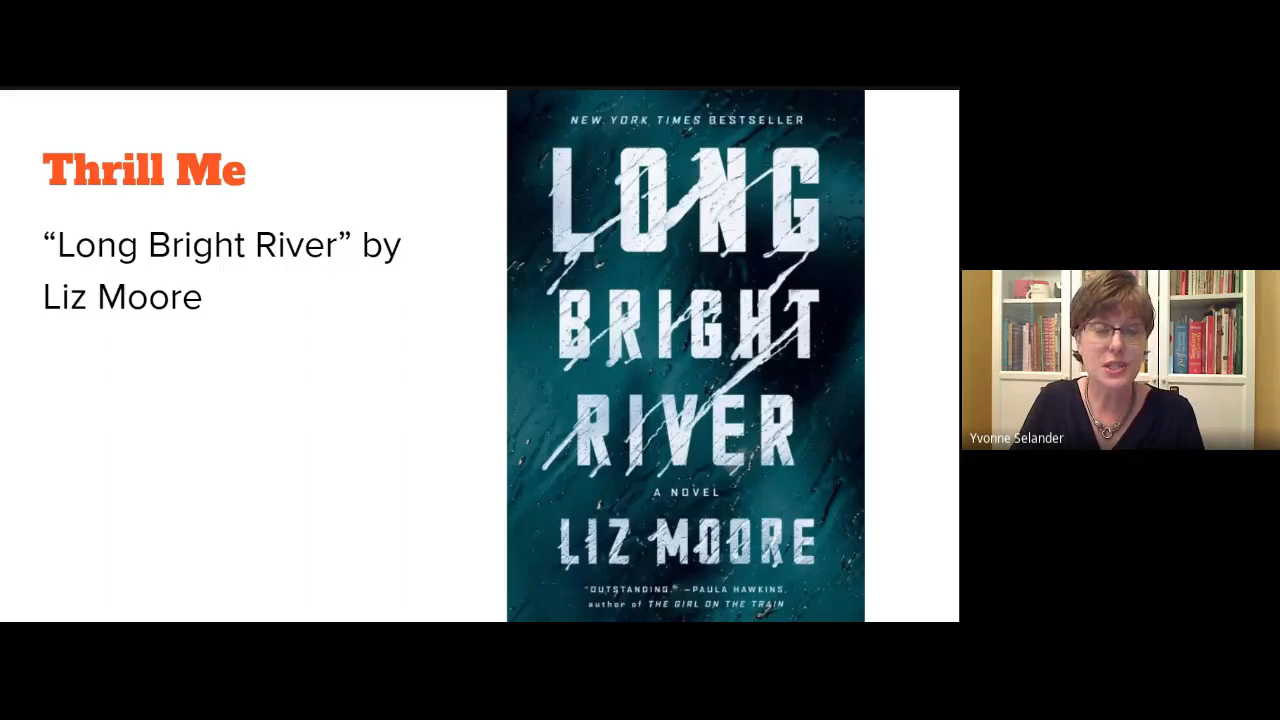 Thrill Me
“Long Bright River” by
Liz Moore
NEW YORK TIMES BESTSELLER
LONG
BRIGHT
RIVER
A NOVEL
LIZ MOORE
"OUTSTANDING." —PAULA HAWKINS,
author of THE GIRL ON THE TRAIN
Yvonne Selander